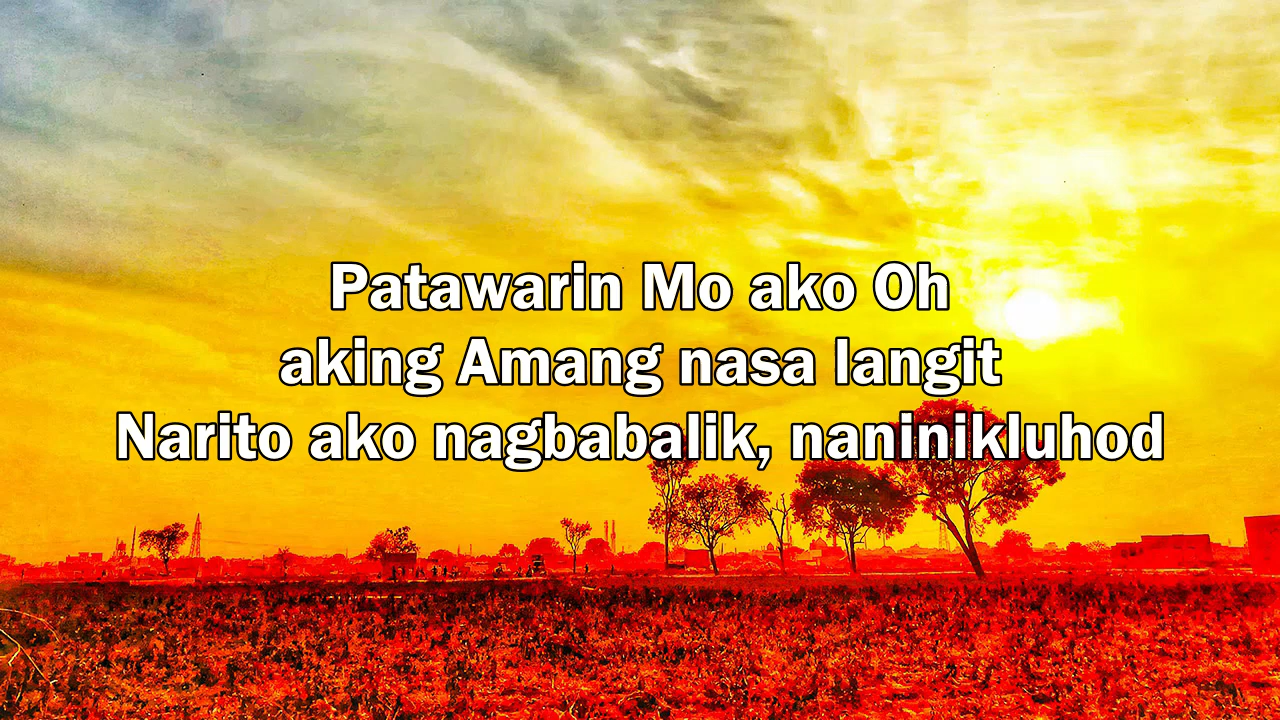 Patawarin Mo ako Oh
aking Amang nasa langit
Narito ako nagbabalik, naninikluhod